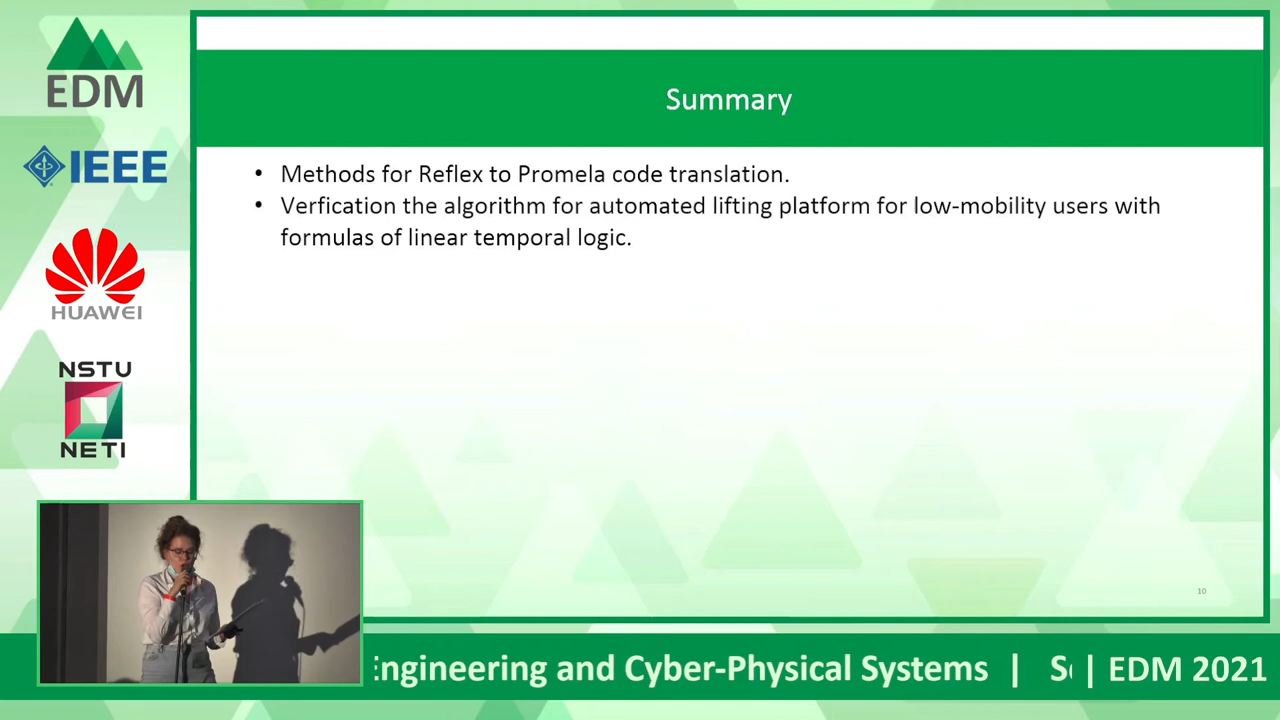 EDM
IEEE
HUAWEI
NSTU
NETI
Summary
• Methods for Reflex to Promela code translation.
• Verfication the algorithm for automated lifting platform for low-mobility users with
formulas of linear temporal logic.
10
Engineering and Cyber-Physical Systems | | EDM 2021